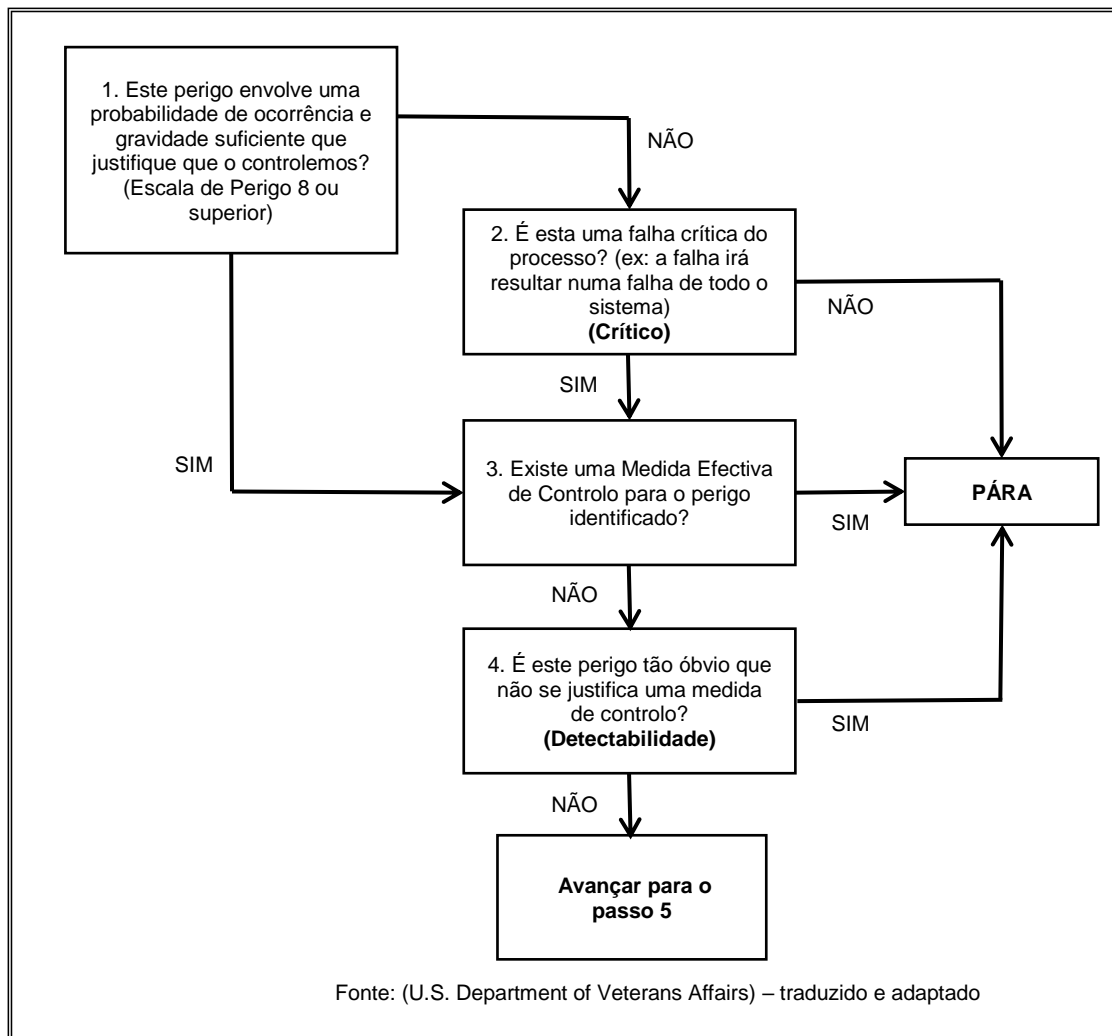 1. Este perigo envolve uma
probabilidade de ocorrência e
gravidade suficiente que
justifique que o controlemos?
(Escala de Perigo 8 ou
superior)
NÃO
2. É esta uma falha crítica do
processo? (ex: a falha irá
resultar numa falha de todo o
sistema)
(Crítico)
NÃO
SIM
SIM
3. Existe uma Medida Efectiva
de Controlo para o perigo
identificado?
PÁRA
SIM
NÃO
4. É este perigo tão óbvio que
não se justifica uma medida
de controlo?
(Detectabilidade)
SIM
NÃO
Avançar para o
passo 5
Fonte: (U.S. Department of Veterans Affairs) – traduzido e adaptado